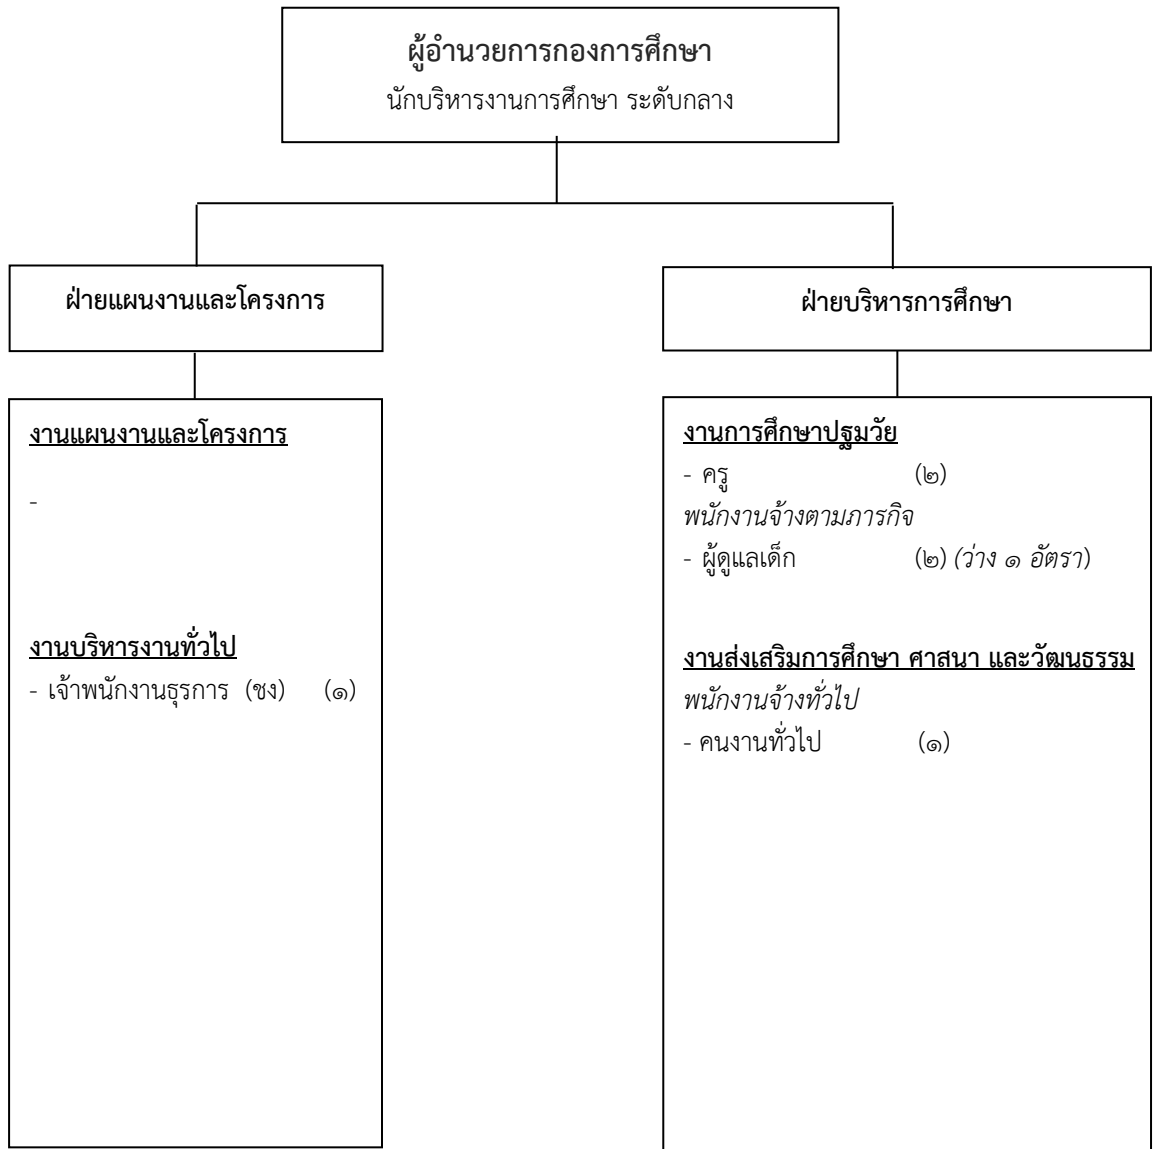 ผู้อำนวยการกองการศึกษา
นักบริหารงานการศึกษา ระดับกลาง
ฝ่ายแผนงานและโครงการ
งานแผนงานและโครงการ
-
งานบริหารงานทั่วไป
- เจ้าพนักงานธุรการ (ชง) (๑)
ฝ่ายบริหารการศึกษา
งานการศึกษาปฐมวัย
- ครู (๒)
พนักงานจ้างตามภารกิจ
- ผู้ดูแลเด็ก (๒) (ว่าง ๑ อัตรา)
งานส่งเสริมการศึกษา ศาสนา และวัฒนธรรม
พนักงานจ้างทั่วไป
- คนงานทั่วไป (๑)